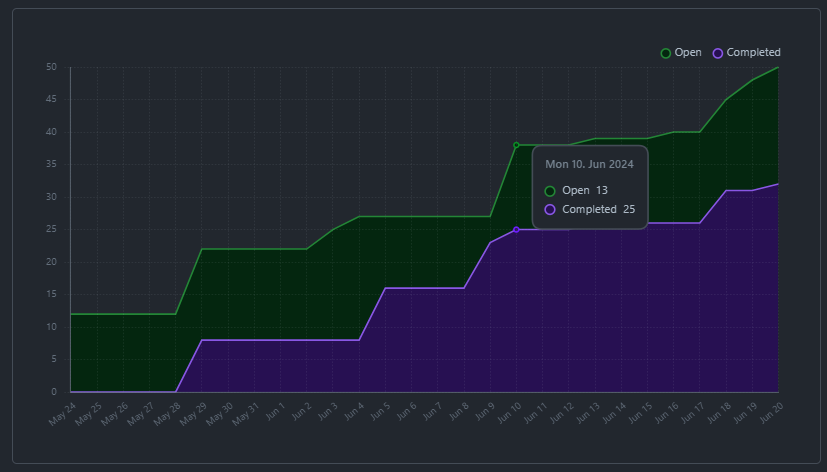 Open Completed
50
45
40
35
30
25
20
15
10
5
0
Mon 10. Jun 2024
Open 13
Completed 25
May 24 May 25 May 26 May 27 May 28 May 29 May 30 May 31 Jun 1 Jun 2 Jun 3 Jun 4 Jun 5 Jun 6 Jun 7 Jun 8 Jun 9 Jun 10 Jun 11 Jun 12 Jun 13 Jun 14 Jun 15 Jun 16 Jun 17 Jun 18 Jun 19 Jun 20